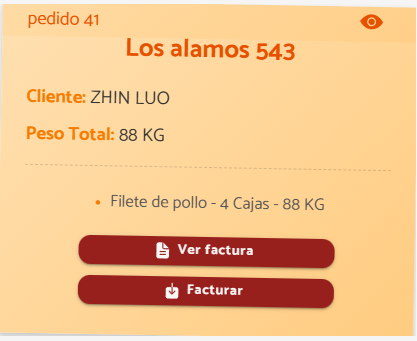 pedido 41
Los alamos 543
Cliente: ZHIN LUO
Peso Total: 88 KG
• Filete de pollo - 4 Cajas - 88 KG
Ver factura
Facturar